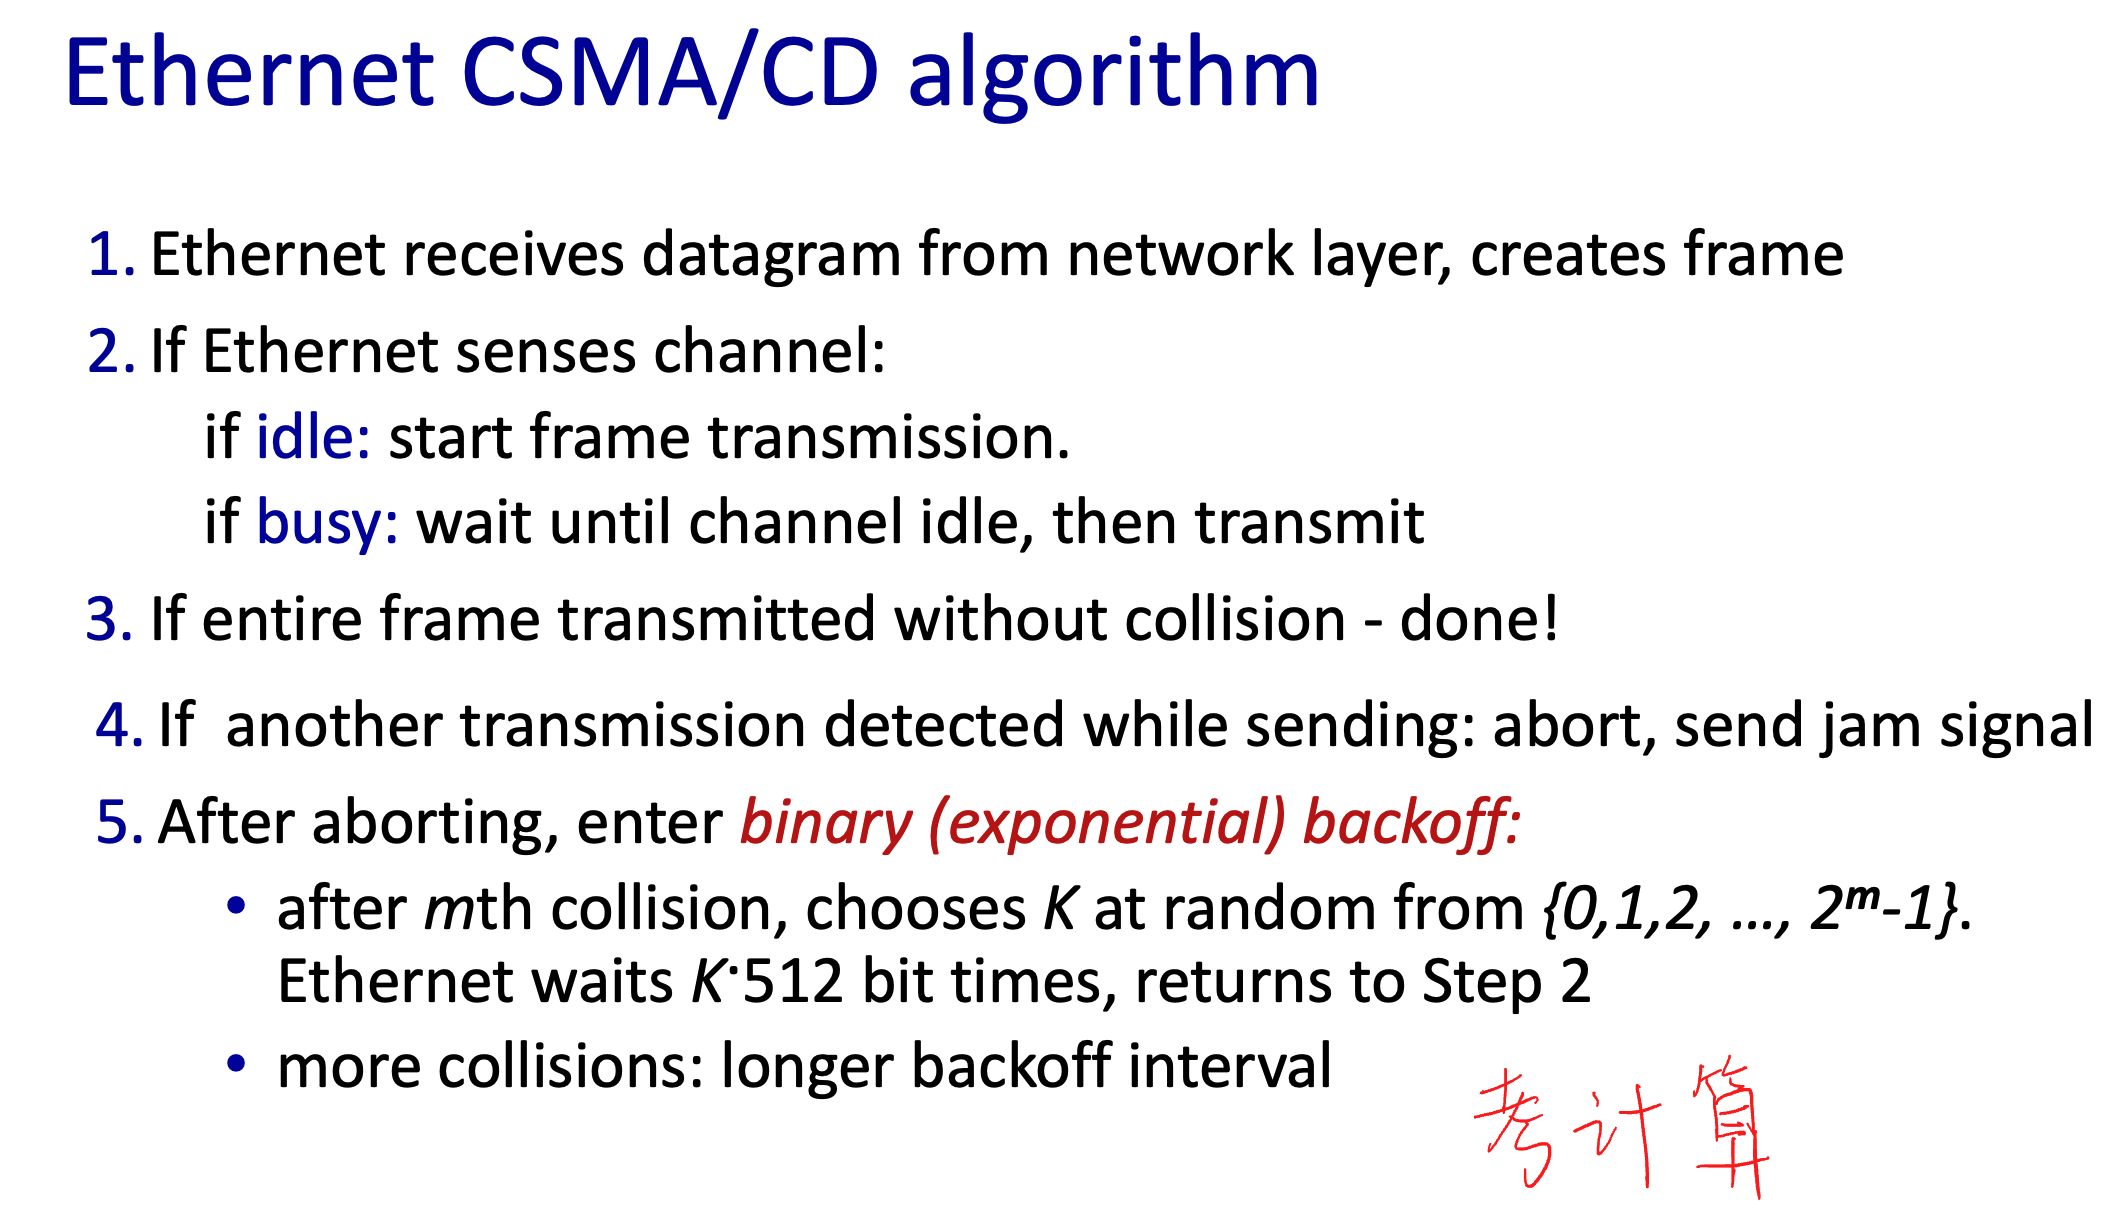 Ethernet CSMA/CD algorithm
1. Ethernet receives datagram from network layer, creates frame
2. If Ethernet senses channel:
if idle: start frame transmission.
if busy: wait until channel idle, then transmit
3. If entire frame transmitted without collision - done!
4. If  another transmission detected while sending: abort, send jam signal
5. After aborting, enter binary (exponential) backoff:
• after mth collision, chooses K at random from {0,1,2, …, 2ᵐ-1}.
Ethernet waits K·512 bit times, returns to Step 2
• more collisions: longer backoff interval
考计算